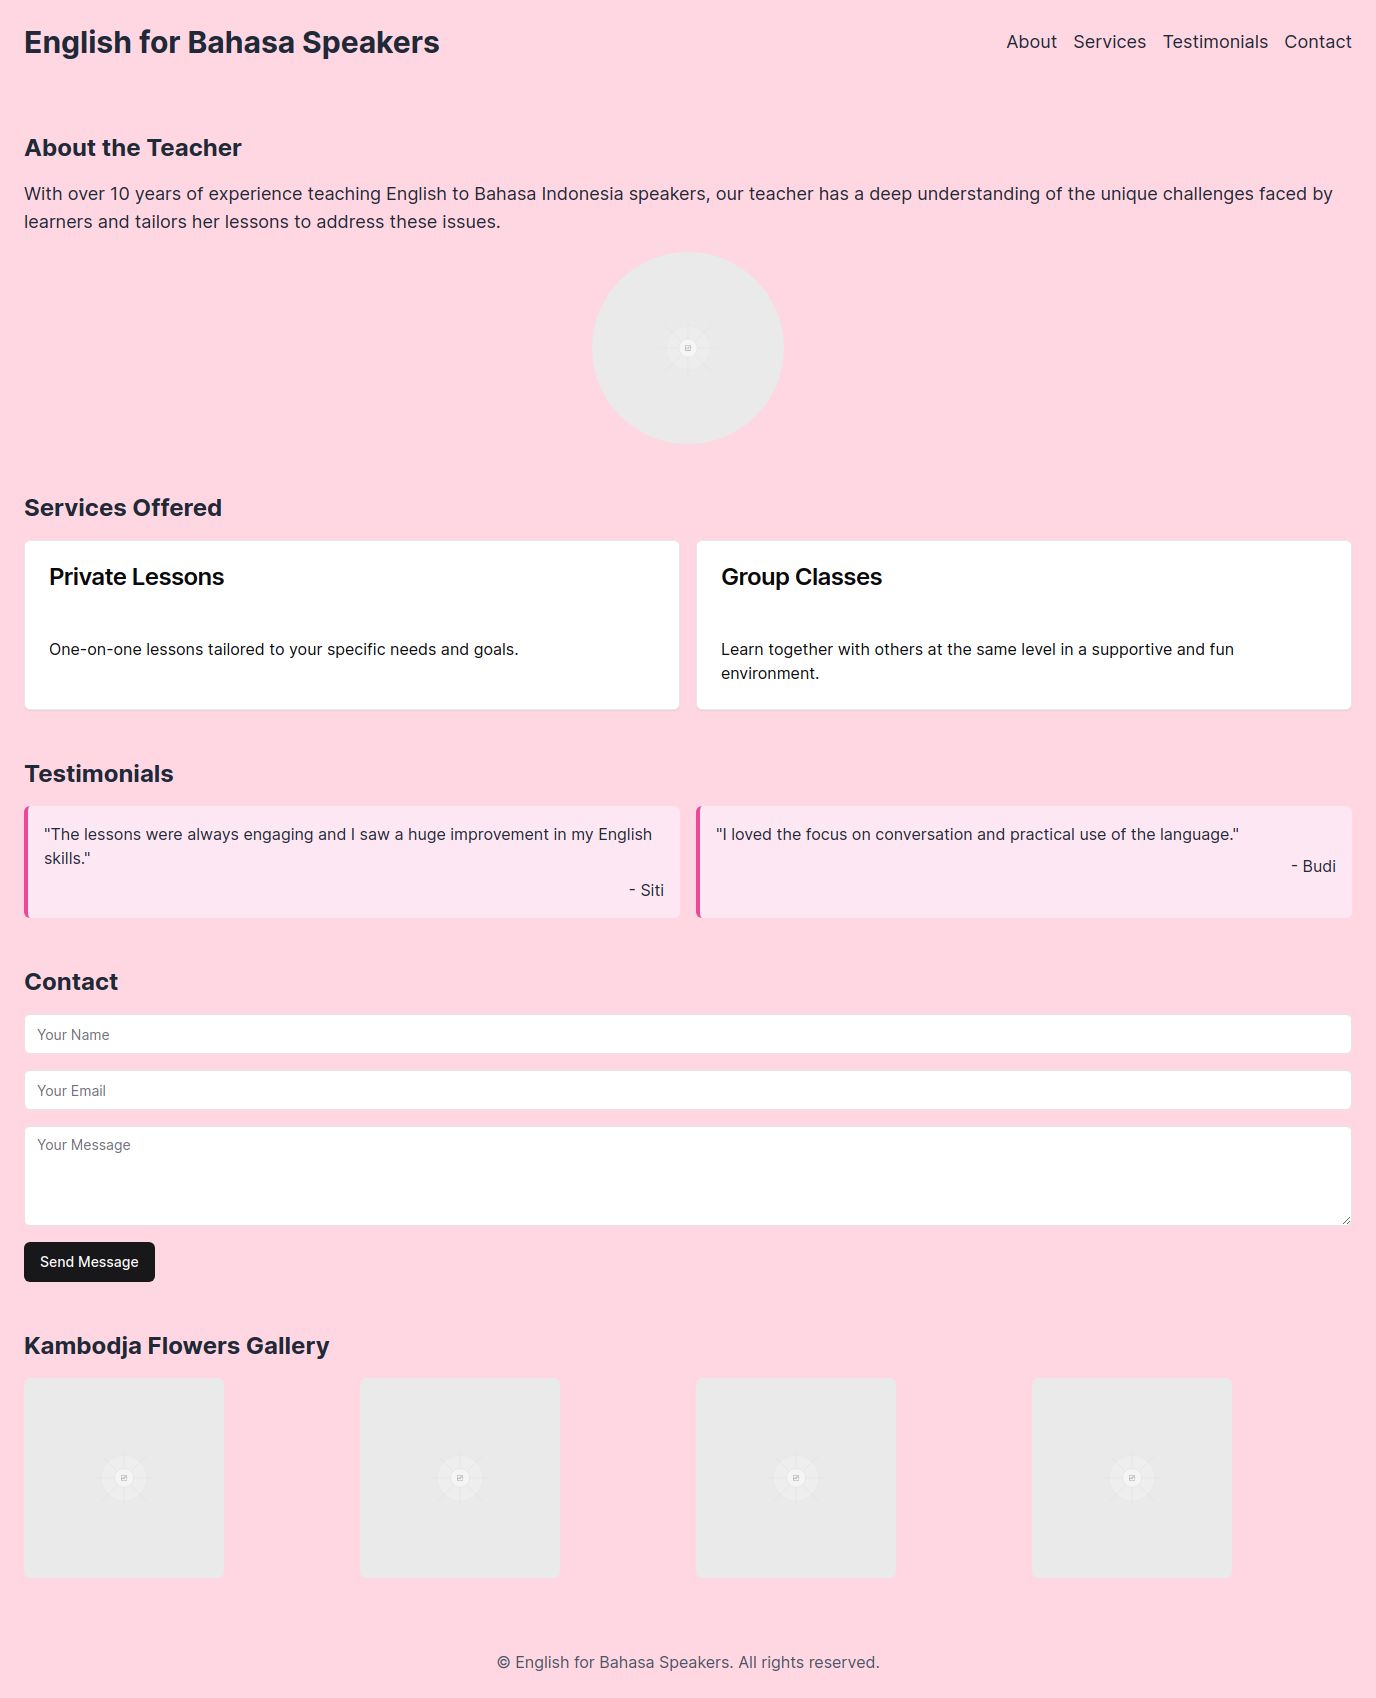 English for Bahasa Speakers
About Services Testimonials Contact
About the Teacher
With over 10 years of experience teaching English to Bahasa Indonesia speakers, our teacher has a deep understanding of the unique challenges faced by
learners and tailors her lessons to address these issues.
Services Offered
Private Lessons
One-on-one lessons tailored to your specific needs and goals.
Group Classes
Learn together with others at the same level in a supportive and fun
environment.
Testimonials
"The lessons were always engaging and I saw a huge improvement in my English
skills."
- Siti
"I loved the focus on conversation and practical use of the language."
- Budi
Contact
Your Name
Your Email
Your Message
Send Message
Kambodja Flowers Gallery
© English for Bahasa Speakers. All rights reserved.